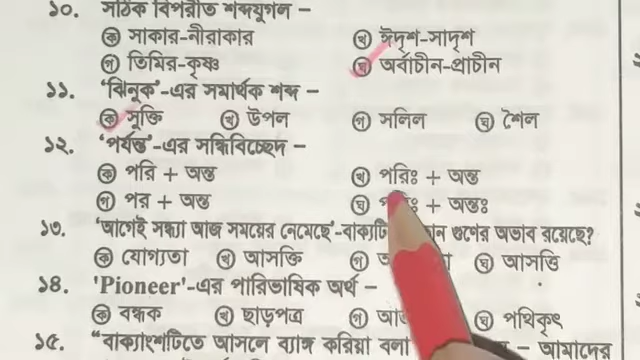 ১০. সঠিক বিপরীত শব্দযুগল –
ক সাকার-নীরাকার খ ঈদৃশ-সাদৃশ
গ তিমির-কৃষ্ণ ঘ অর্বাচীন-প্রাচীন
১১. 'ঝিনুক'-এর সমার্থক শব্দ –
ক সুক্তি খ উপল গ সলিল ঘ শৈল
১২. 'পর্যন্ত'-এর সন্ধিবিচ্ছেদ –
ক পরি + অন্ত খ পরিঃ + অন্ত
গ পর + অন্ত ঘ + অন্তঃ
১৩. 'আগেই সন্ধ্যা আজ সময়ের নেমেছে'-বাক্যটি গুণের অভাব রয়েছে?
ক যোগ্যতা খ আসক্তি গ ঘ আসত্তি
১৪. 'Pioneer'-এর পারিভাষিক অর্থ –
ক বন্ধক খ ছাড়পত্র গ ঘ পথিকৃৎ
১৫. "বাক্যাংশটিতে আসলে ব্যাঙ্গ করিয়া বলা – আমাদের